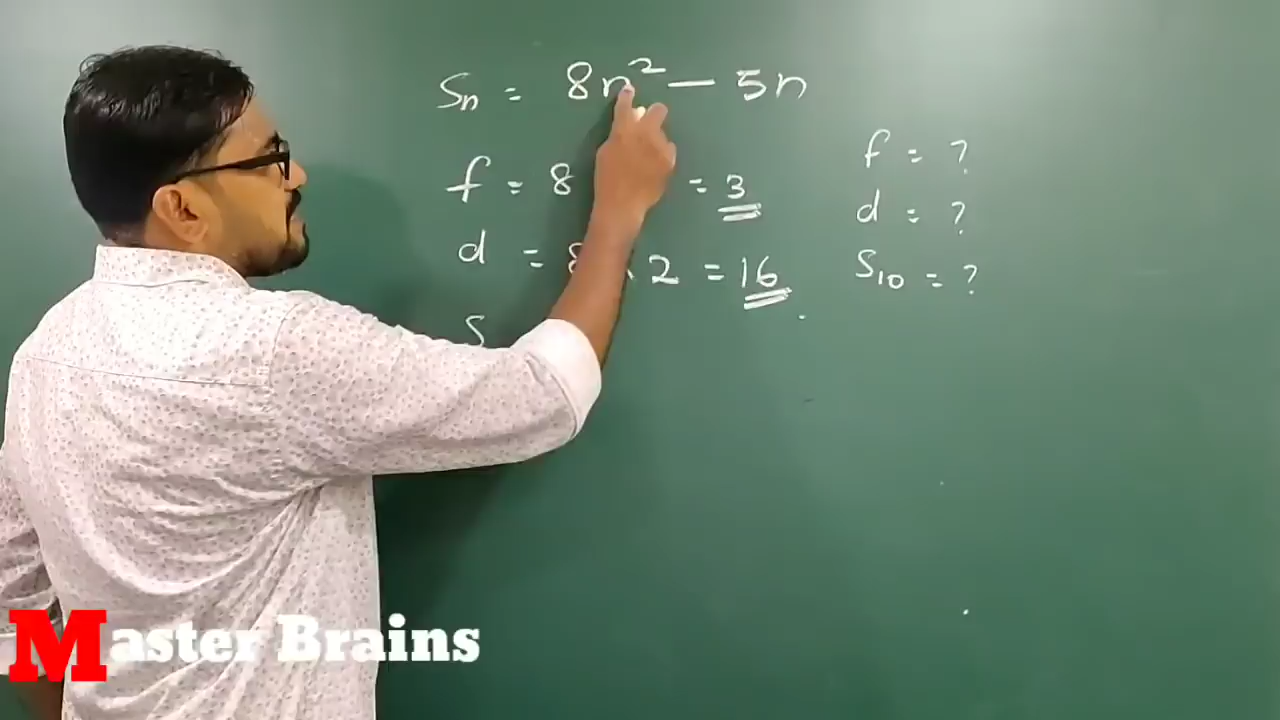 Sn = 8n² — 5n
f = 8 = 3
d = 8 2 = 16
S
f = ?
d = ?
S10 = ?
Master Brains